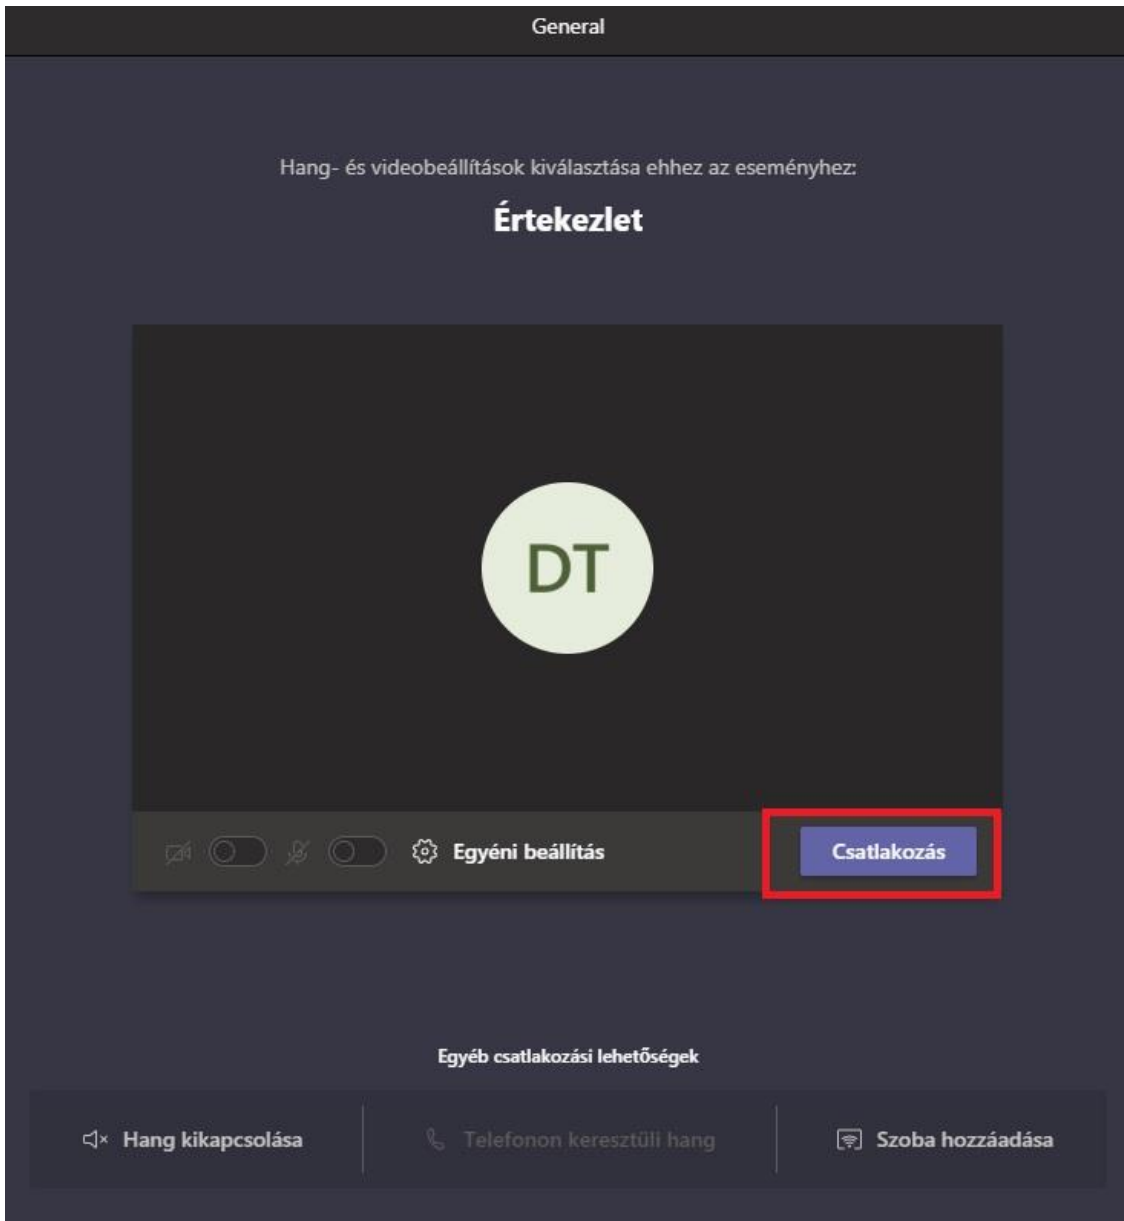 General
Hang- és videobeállítások kiválasztása ehhez az eseményhez:
Értekezlet
DT
Egyéni beállítás
Csatlakozás
Egyéb csatlakozási lehetőségek
Hang kikapcsolása
Telefonon keresztüli hang
Szoba hozzáadása